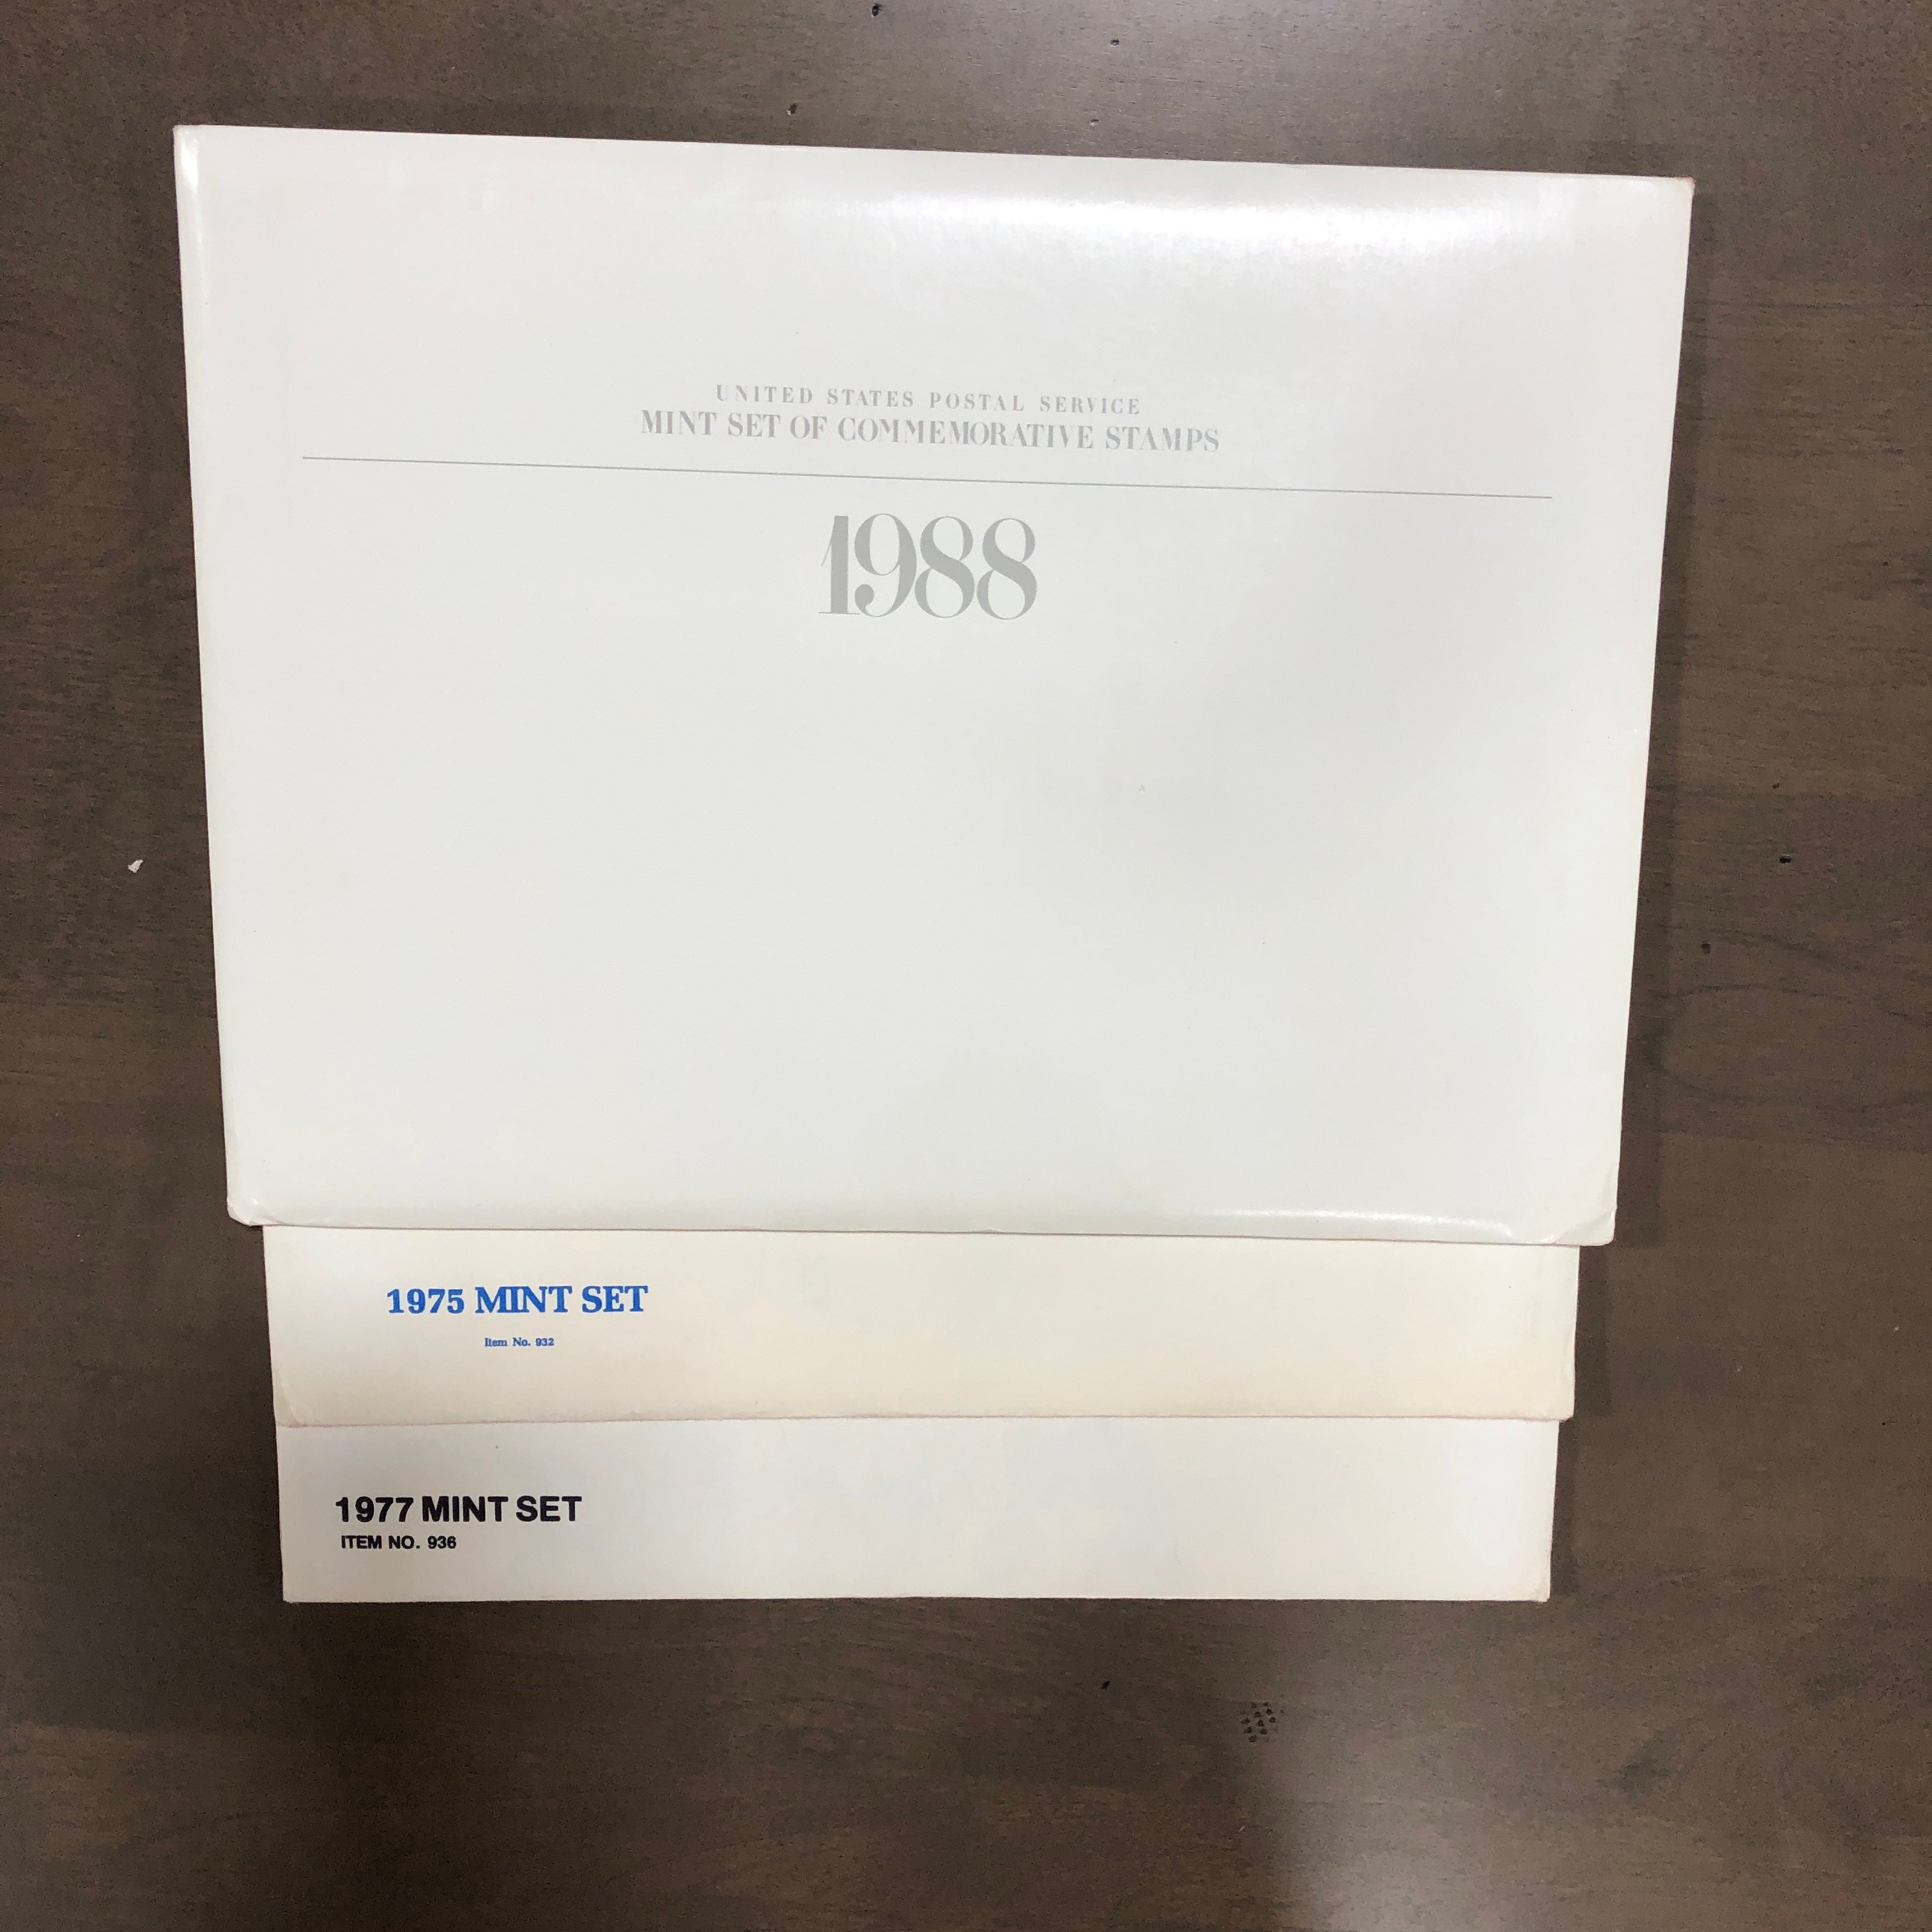 UNITED STATES POSTAL SERVICE
MINT SET OF COMMEMORATIVE STAMPS
1988
1975 MINT SET
Item No. 932
1977 MINT SET
ITEM NO. 936